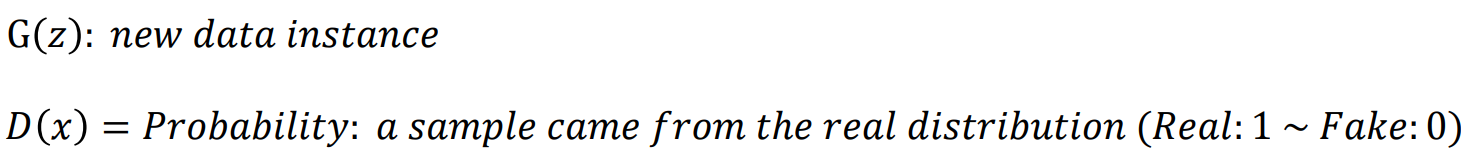 G(z): new data instance
D(x) = Probability: a sample came from the real distribution (Real: 1 ~ Fake: 0)